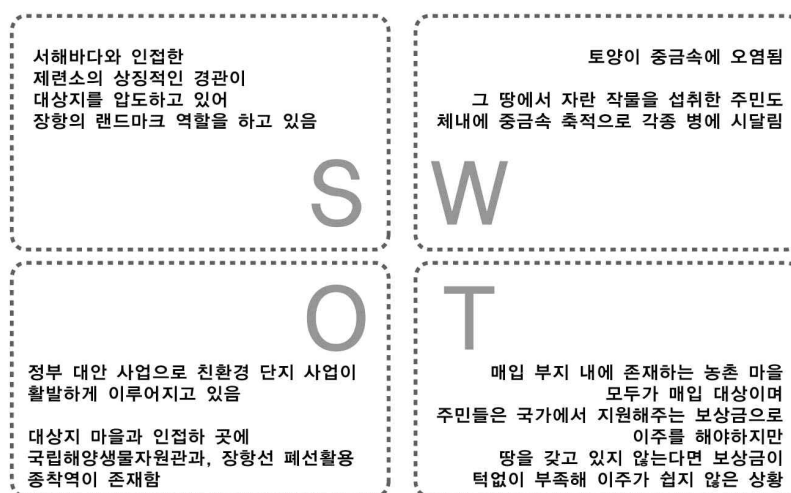 서해바다와 인접한
제련소의 상징적인 경관이
대상지를 압도하고 있어
장항의 랜드마크 역할을 하고 있음
S
토양이 중금속에 오염됨
그 땅에서 자란 작물을 섭취한 주민도
체내에 중금속 축적으로 각종 병에 시달림
W
O
정부 대안 사업으로 친환경 단지 사업이
활발하게 이루어지고 있음
대상지 마을과 인접하 곳에
국립해양생물자원관과, 장항선 폐선활용
종착역이 존재함
T
매입 부지 내에 존재하는 농촌 마을
모두가 매입 대상이며
주민들은 국가에서 지원해주는 보상금으로
이주를 해야하지만
땅을 갖고 있지 않는다면 보상금이
턱없이 부족해 이주가 쉽지 않은 상황